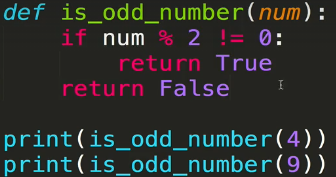 def is_odd_number(num):
    if num % 2 != 0:
        return True
    return False

print(is_odd_number(4))
print(is_odd_number(9))